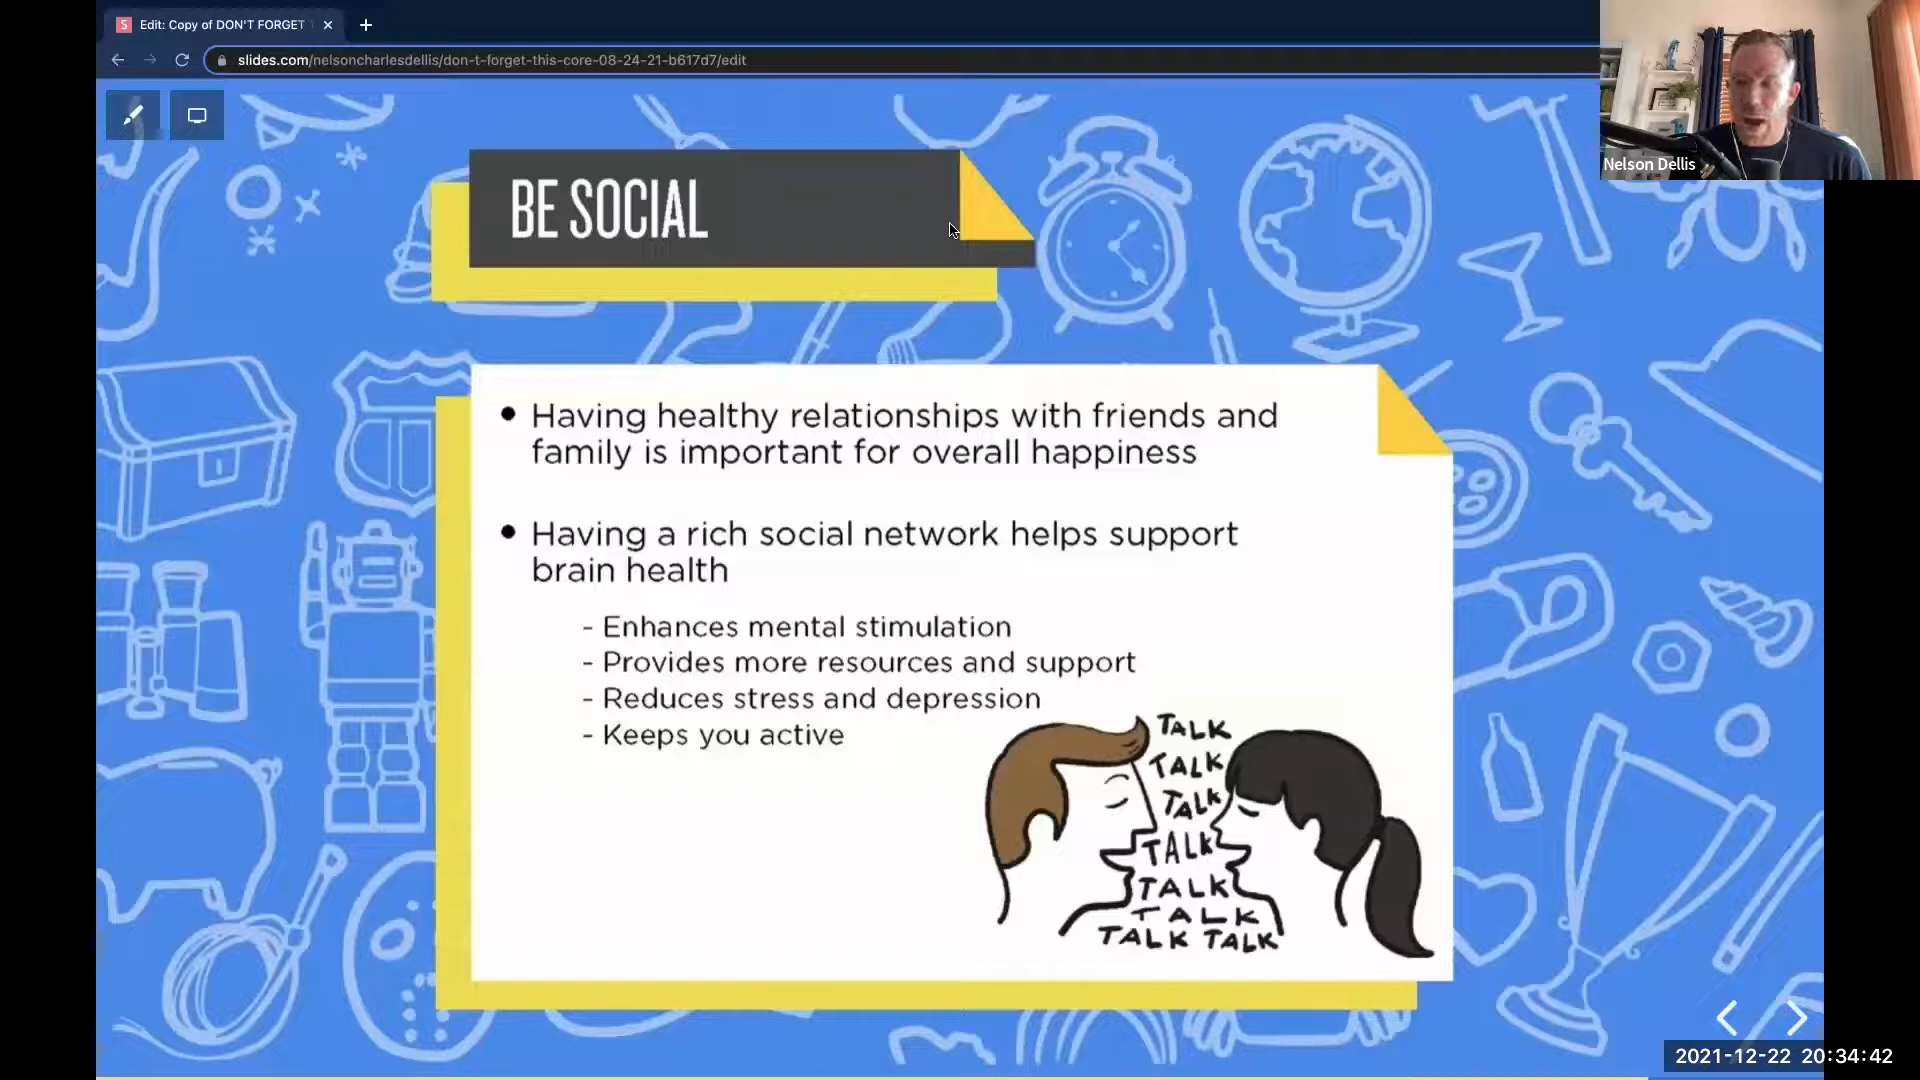 Edit: Copy of DON'T FORGET
slides.com/nelsoncharlesdellis/don-t-forget-this-core-08-24-21-b617d7/edit
Nelson Dellis
BE SOCIAL
• Having healthy relationships with friends and
family is important for overall happiness
• Having a rich social network helps support
brain health
- Enhances mental stimulation
- Provides more resources and support
- Reduces stress and depression
- Keeps you active
TALK
TALK
TALK
TALK
TALK
TALK
TALK TALK
2021-12-22 20:34:42